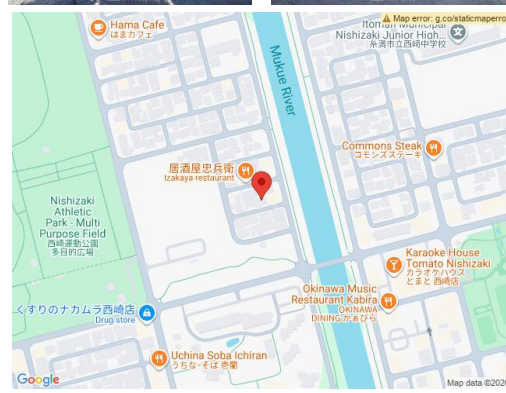 Map error: g.co/staticmaperro
Hama Cafe
はまカフェ
Itoman Municipal
Nishizaki Junior High...
糸満市立西崎中学校
Mukue River
Commons Steak
コモンズステーキ
居酒屋忠兵衛
Izakaya restaurant
Nishizaki
Athletic
Park - Multi
Purpose Field
西崎運動公園
多目的広場
Karaoke House
Tomato Nishizaki
カラオケハウス
とまと 西崎店
Okinawa Music
Restaurant Kabira
OKINAWA
DINING かぁびら
くすりのナカムラ西崎店
Drug store
Uchina Soba Ichiran
うちな~そば 壱蘭
Google
Map data ©2026